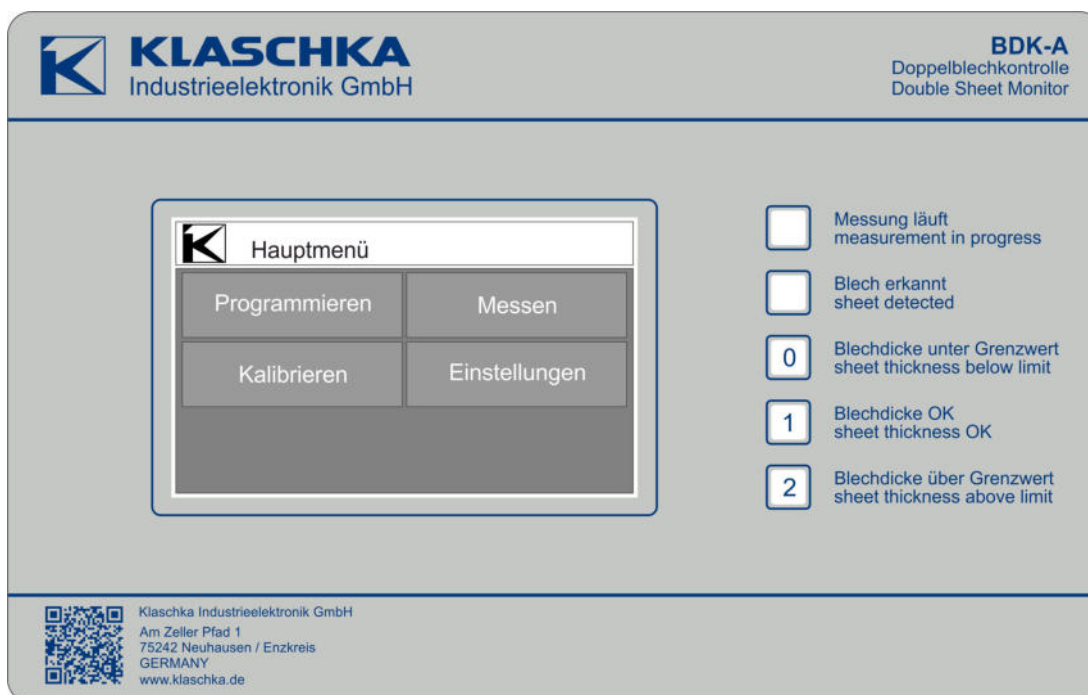 KLASCHKA
Industrieelektronik GmbH
BDK-A
Doppelblechkontrolle
Double Sheet Monitor
Hauptmenü
Programmieren
Messen
Kalibrieren
Einstellungen
Messung läuft
measurement in progress
Blech erkannt
sheet detected
0
Blechdicke unter Grenzwert
sheet thickness below limit
1
Blechdicke OK
sheet thickness OK
2
Blechdicke über Grenzwert
sheet thickness above limit
Klaschka Industrieelektronik GmbH
Am Zeller Pfad 1
75242 Neuhausen / Enzkreis
GERMANY
www.klaschka.de